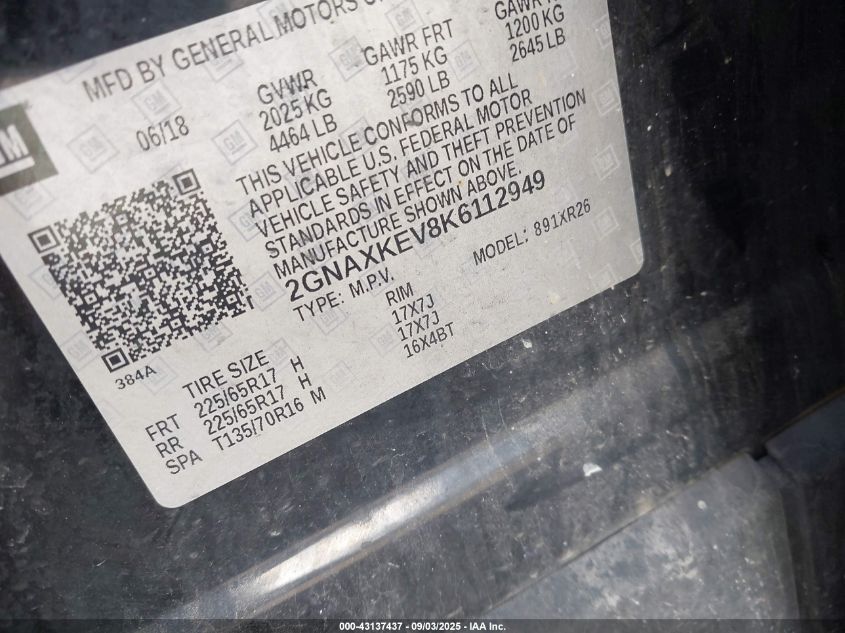 MFD BY GENERAL MOTORS
06/18
GVWR
2025 KG
4464 LB
GAWR FRT
1175 KG
2590 LB
GAWR
1200 KG
2645 LB
THIS VEHICLE CONFORMS TO ALL
APPLICABLE U.S. FEDERAL MOTOR
VEHICLE SAFETY AND THEFT PREVENTION
STANDARDS IN EFFECT ON THE DATE OF
MANUFACTURE SHOWN ABOVE.
2GNAXKEV8K6112949
TYPE: M.P.V.
MODEL: 891XR26
384A
TIRE SIZE
RIM
FRT 225/65R17 H 17X7J
RR 225/65R17 H 17X7J
SPA T135/70R16 M 16X4BT
000-43137437 - 09/03/2025 - IAA Inc.